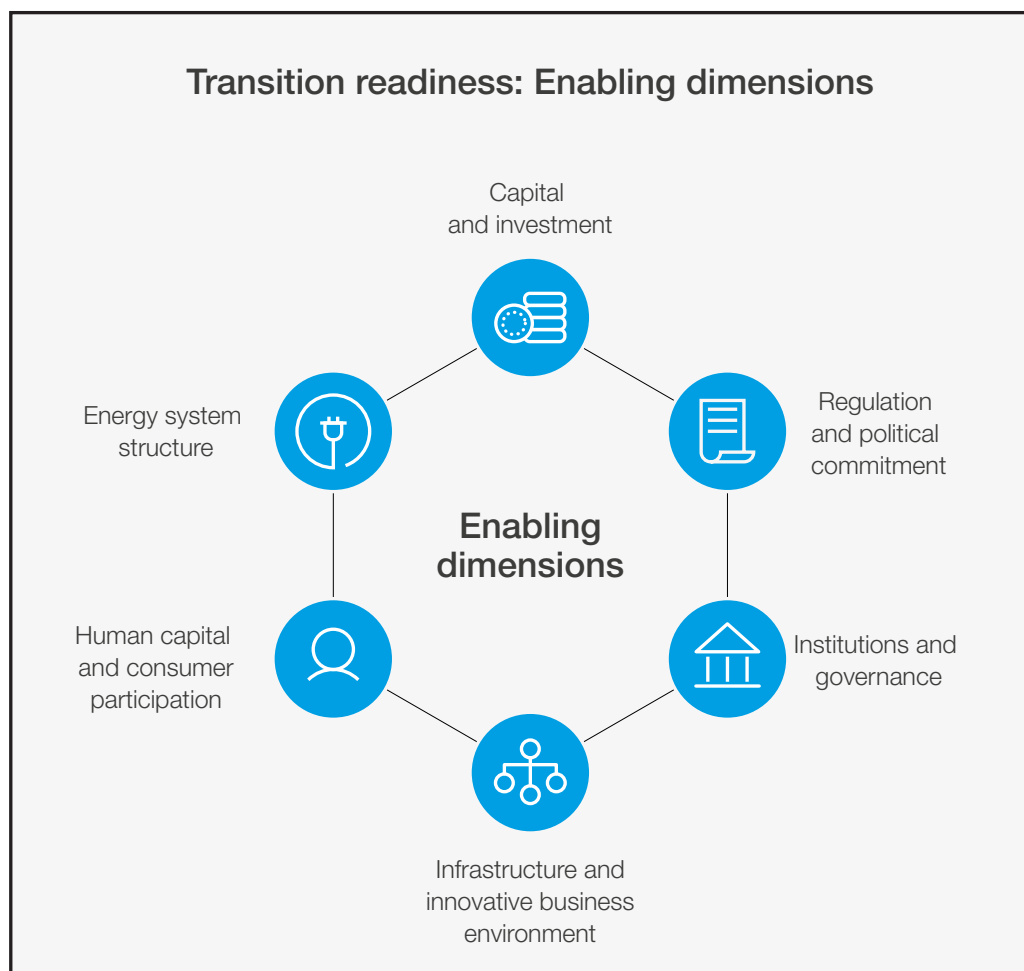 Transition readiness: Enabling dimensions
Capital
and investment
Energy system
structure
Regulation
and political
commitment
Enabling
dimensions
Human capital
and consumer
participation
Institutions and
governance
Infrastructure and
innovative business
environment